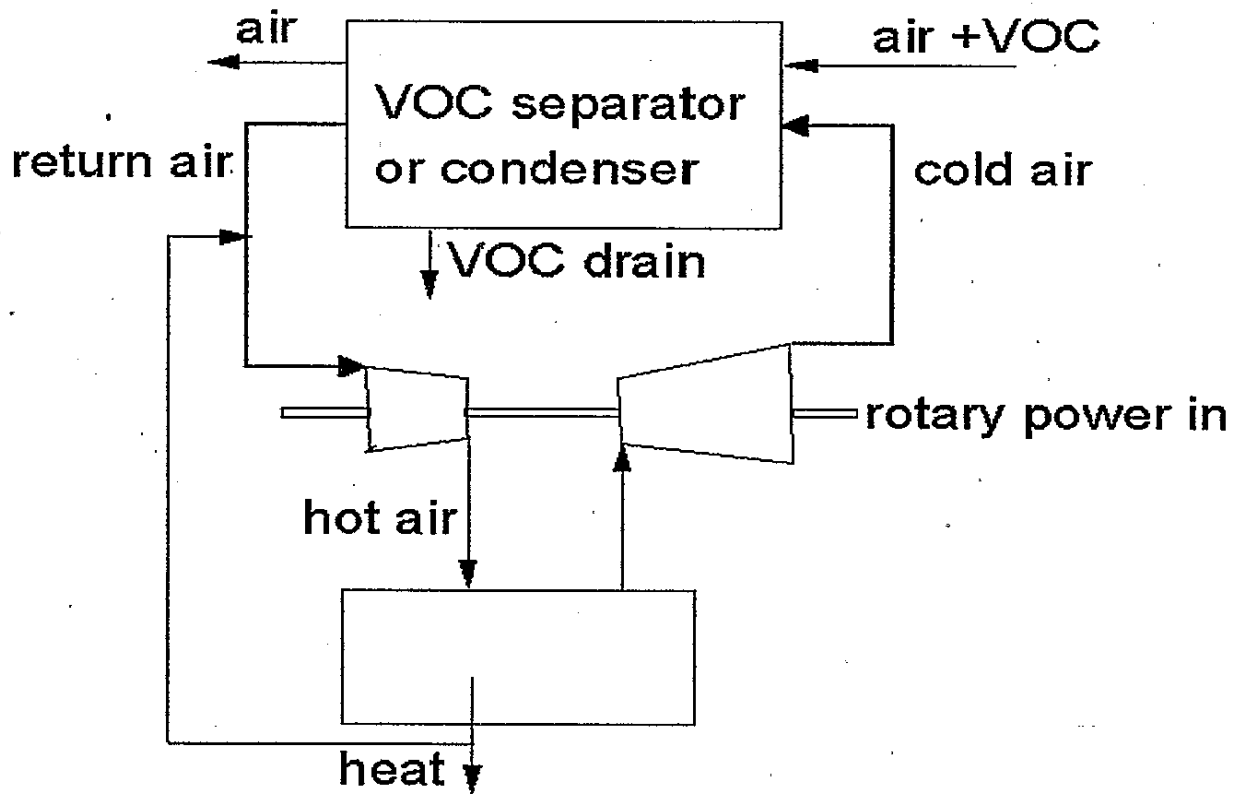 air
air +VOC
VOC separator
or condenser
return air
cold air
VOC drain
rotary power in
hot air
heat